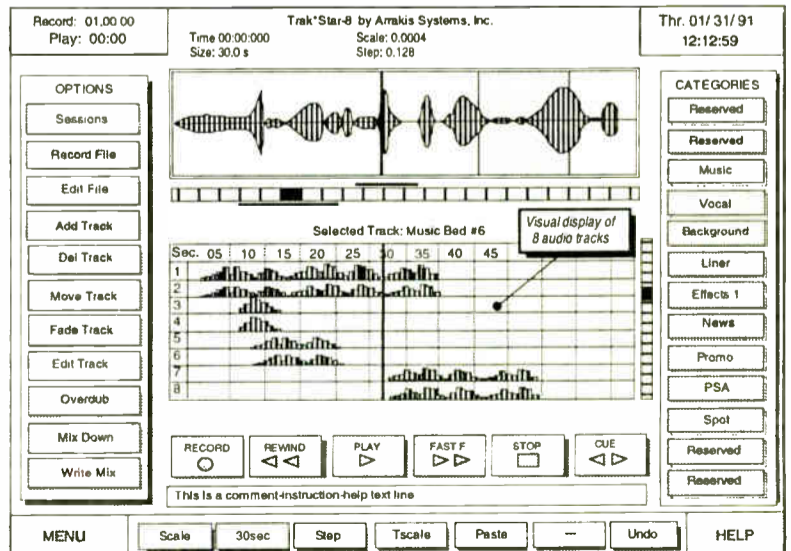 Record: 01.00.00
Play: 00:00
Trak*Star-8 by Arrakis Systems, Inc.
Time 00:00:000
Scale: 0.0004
Size: 30.0 s
Step: 0.128
Thr. 01/31/91
12:12:59
OPTIONS
Sessions
Record File
Edit File
Add Track
Del Track
Move Track
Fade Track
Edit Track
Overdub
Mix Down
Write Mix
Selected Track: Music Bed #6
Visual display of
8 audio tracks
Sec. 05 10 15 20 25 30 35 40 45
1
2
3
4
5
6
7
8
RECORD
REWIND
PLAY
FAST F
STOP
CUE
This is a comment-instruction-help text line
CATEGORIES
Reserved
Reserved
Music
Vocal
Background
Liner
Effects 1
News
Promo
PSA
Spot
Reserved
Reserved
MENU
Scale
30sec
Step
Tscale
Paste
---
Undo
HELP